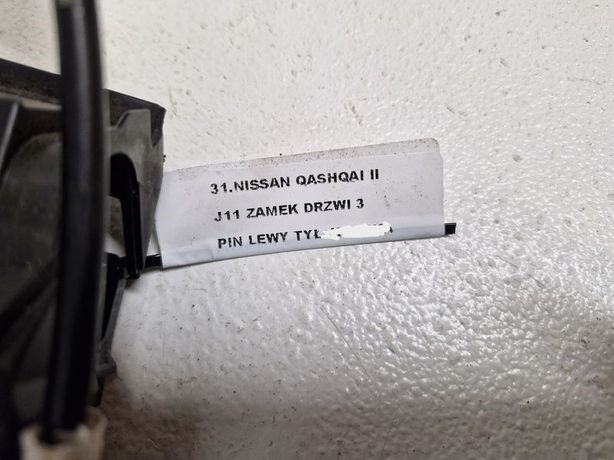 31.NISSAN QASHQAI II
J11 ZAMEK DRZWI 3
PIN LEWY TYŁ